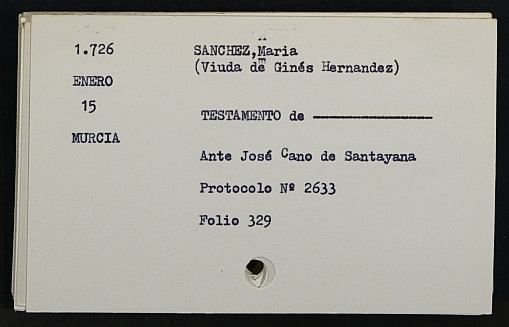 1.726
SANCHEZ,Maria
(Viuda de Ginés Hernandez)
ENERO
15
TESTAMENTO de
MURCIA
Ante José Cano de Santayana
Protocolo Nº 2633
Folio 329